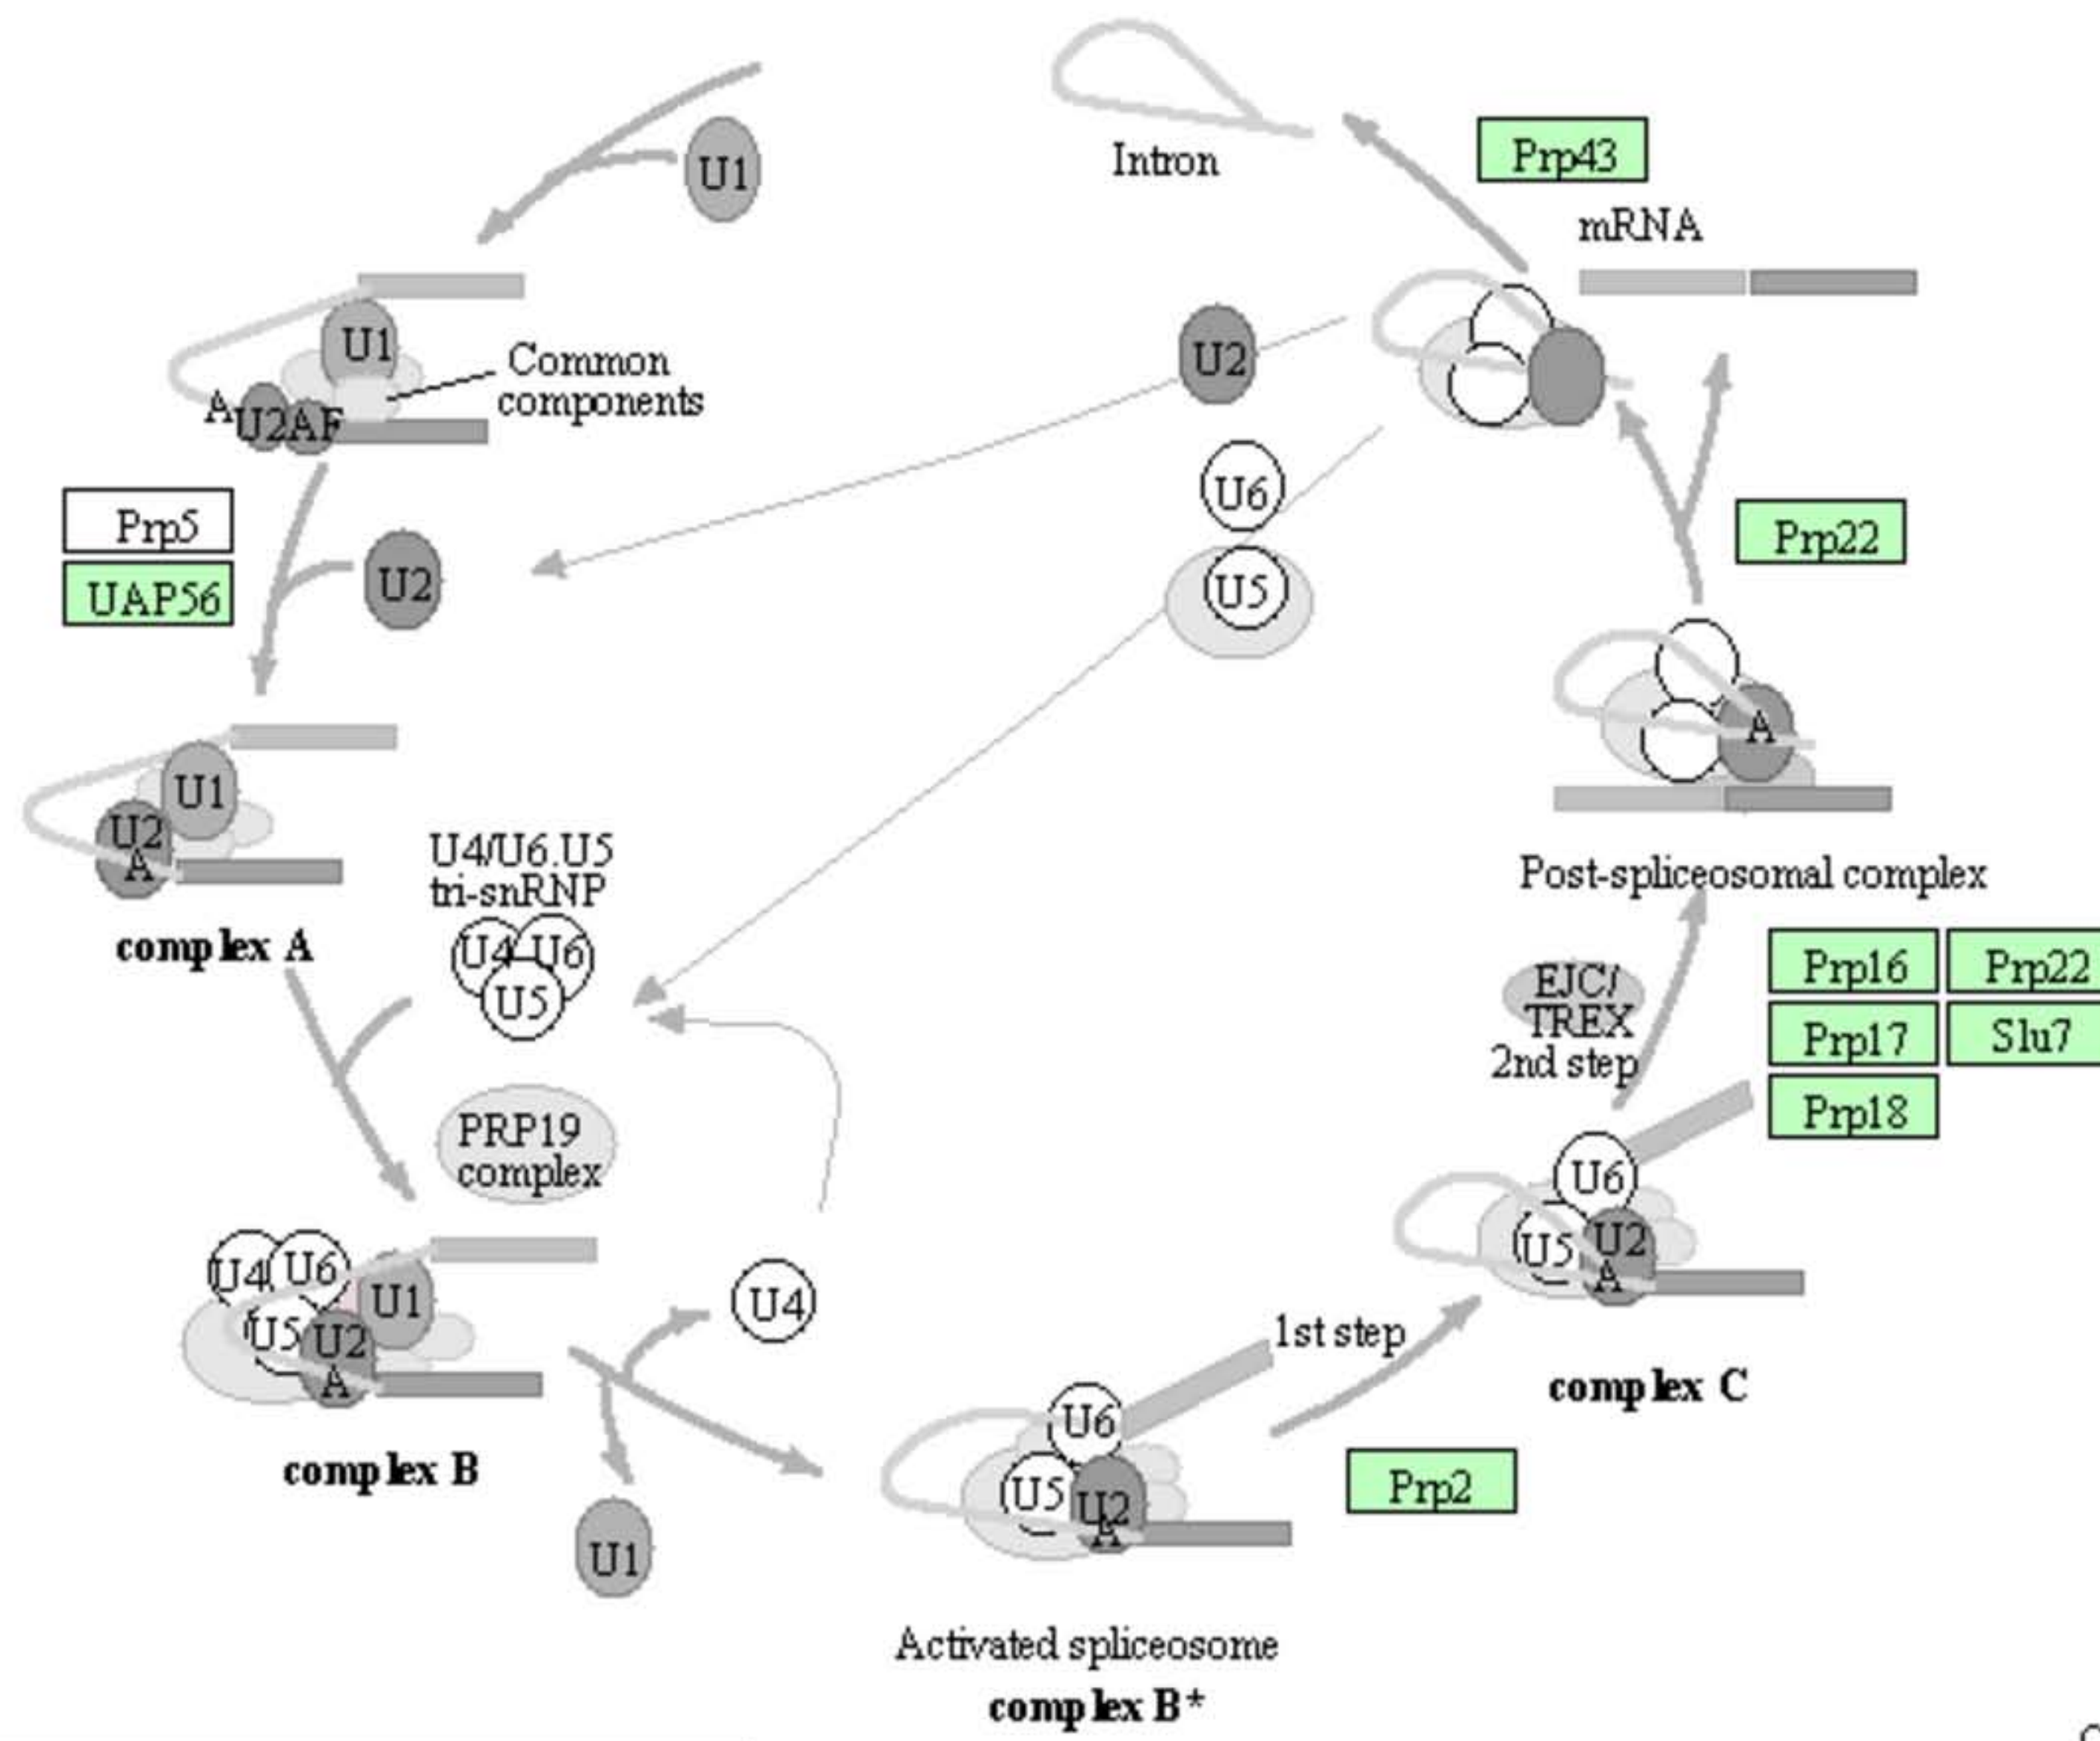 U1
Intron
Prp43
mRNA
U1
Common
components
A
U2AF
U2
U6
U5
Prp5
UAP56
U2
Prp22
A
Post-spliceosomal complex
U1
U2
A
complex A
U4/U6.U5
tri-snRNP
U4
U6
U5
EJC/
TREX
2nd step
Prp16
Prp22
Prp17
Slu7
Prp18
PRP19
complex
U6
U5
U2
A
complex C
U4
U6
U1
U5
U2
A
complex B
U4
U1
1st step
U6
U5
U2
A
Prp2
Activated spliceosome
complex B*